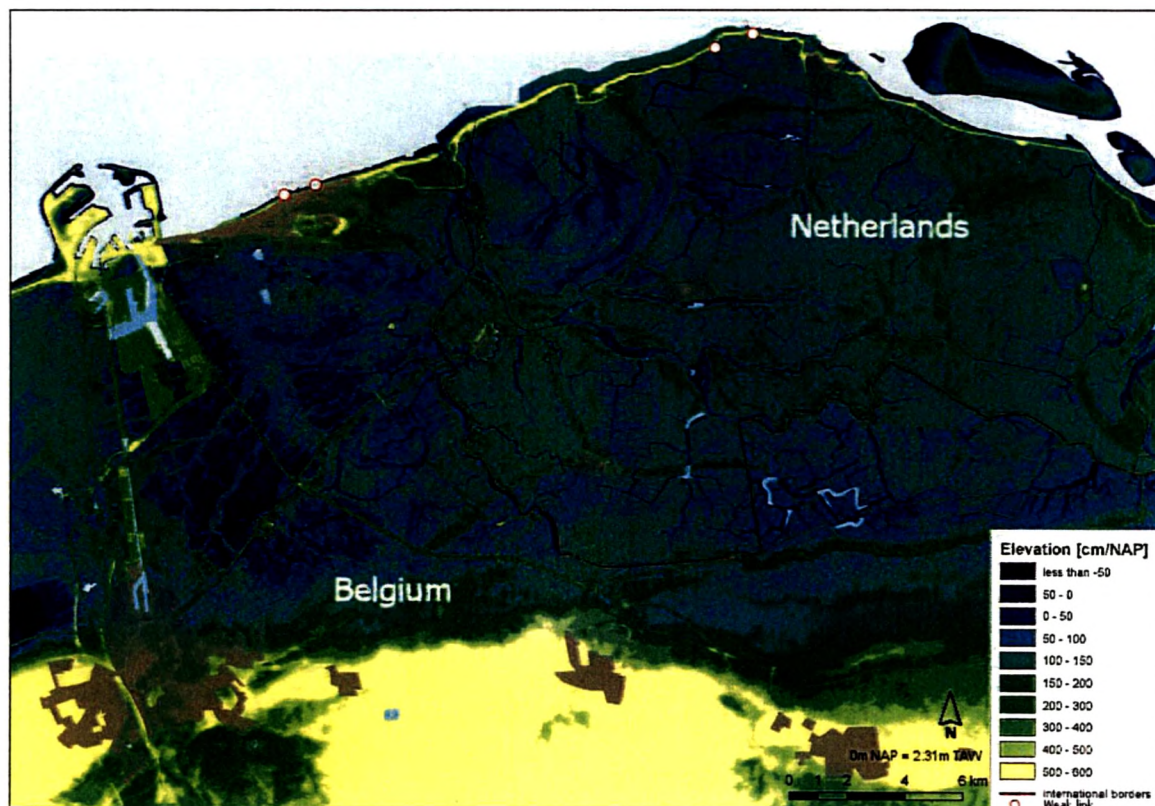 Netherlands
Belgium
Elevation [cm/NAP]
less than -50
50 - 0
0 - 50
50 - 100
100 - 150
150 - 200
200 - 300
300 - 400
400 - 500
500 - 600
international borders
Weak link
N
0m NAP = 2.31m TAW
0 1 2 4 6 km